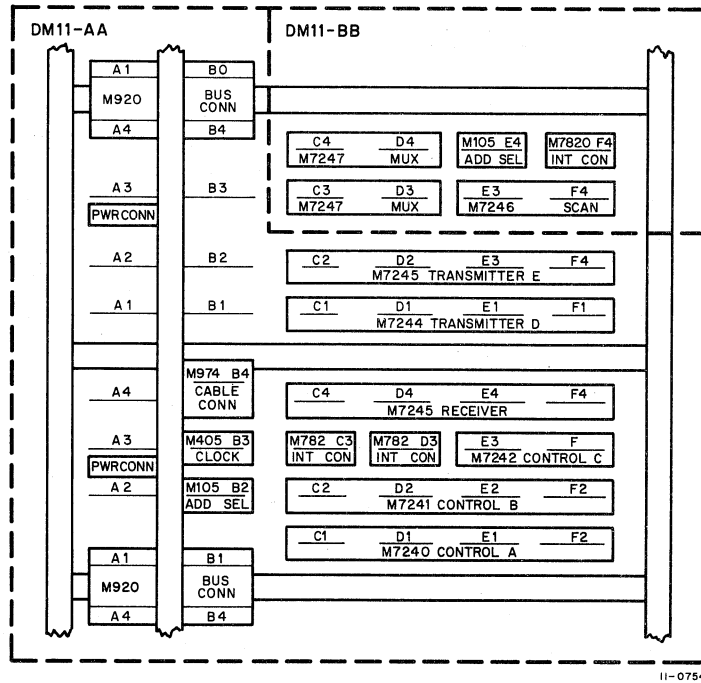 DM11-AA
DM11-BB
A1 B0
M920 BUS CONN
A4 B4
C4 D4
M7247 MUX
M105 E4
ADD SEL
M7820 F4
INT CON
A3 B3
C3 D3
M7247 MUX
E3 F4
M7246 SCAN
PWRCONN
A2 B2
C2 D2 E3 F4
M7245 TRANSMITTER E
A1 B1
C1 D1 E1 F1
M7244 TRANSMITTER D
M974 B4
CABLE
CONN
A4
C4 D4 E4 F4
M7245 RECEIVER
A3
M405 B3
CLOCK
M782 C3
INT CON
M782 D3
INT CON
E3 F
M7242 CONTROL C
PWRCONN
A2
M105 B2
ADD SEL
C2 D2 E2 F2
M7241 CONTROL B
C1 D1 E1 F2
M7240 CONTROL A
A1 B1
M920 BUS CONN
A4 B4
11-0754